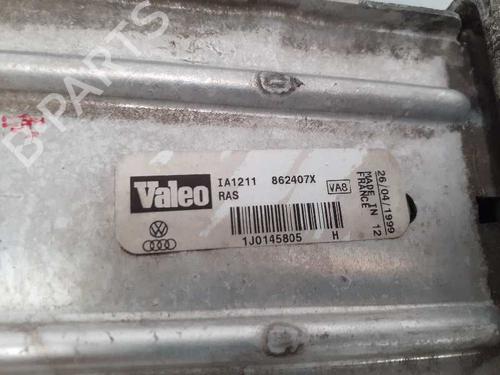 B-PARTS
Valeo
IA1211 862407X
RAS
VA8
1J0145805 H
26/04/1999
MADE IN 12
FRANCE